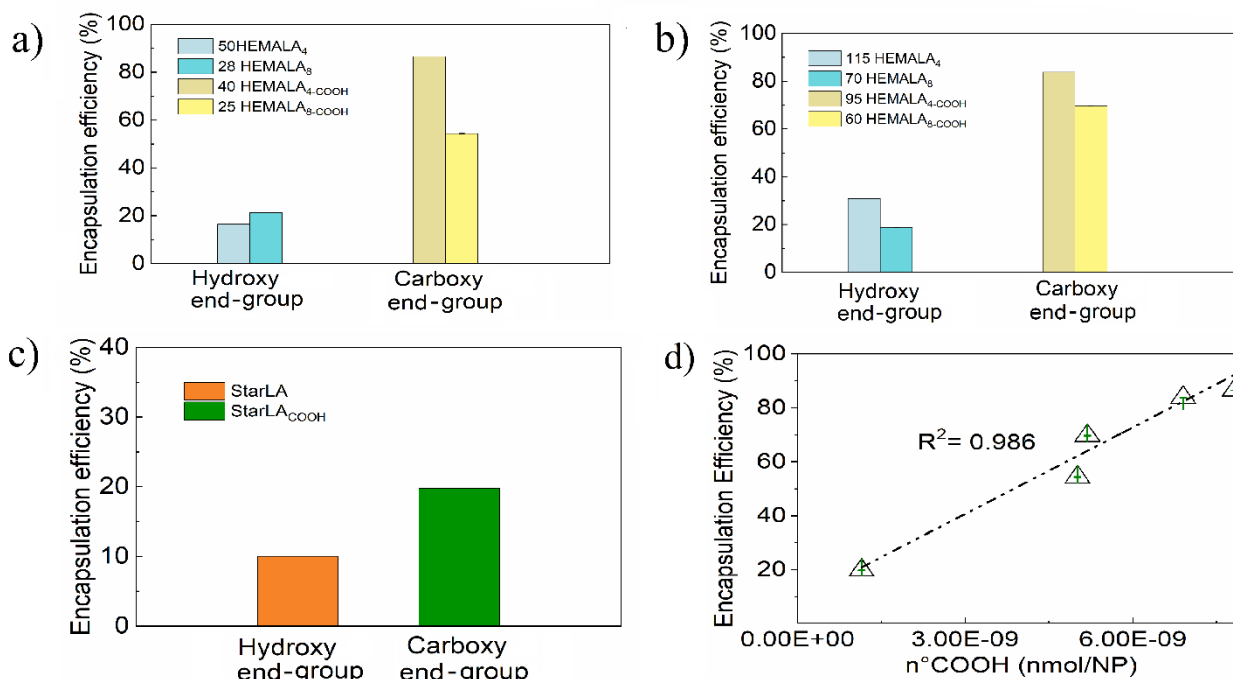 a)
Encapsulation efficiency (%)
100
80
60
40
20
0
50HEMALA₄
28 HEMALA₈
40 HEMALA₄₋COOH
25 HEMALA₈₋COOH
Hydroxy
end-group
Carboxy
end-group
b)
Encapsulation efficiency (%)
100
80
60
40
20
0
115 HEMALA₄
70 HEMALA₈
95 HEMALA₄₋COOH
60 HEMALA₈₋COOH
Hydroxy
end-group
Carboxy
end-group
c)
Encapsulation efficiency (%)
40
30
20
10
0
StarLA
StarLA COOH
Hydroxy
end-group
Carboxy
end-group
d)
Encapsulation Efficiency (%)
100
80
60
40
20
R²= 0.986
0.00E+00
3.00E-09
6.00E-09
n°COOH (nmol/NP)